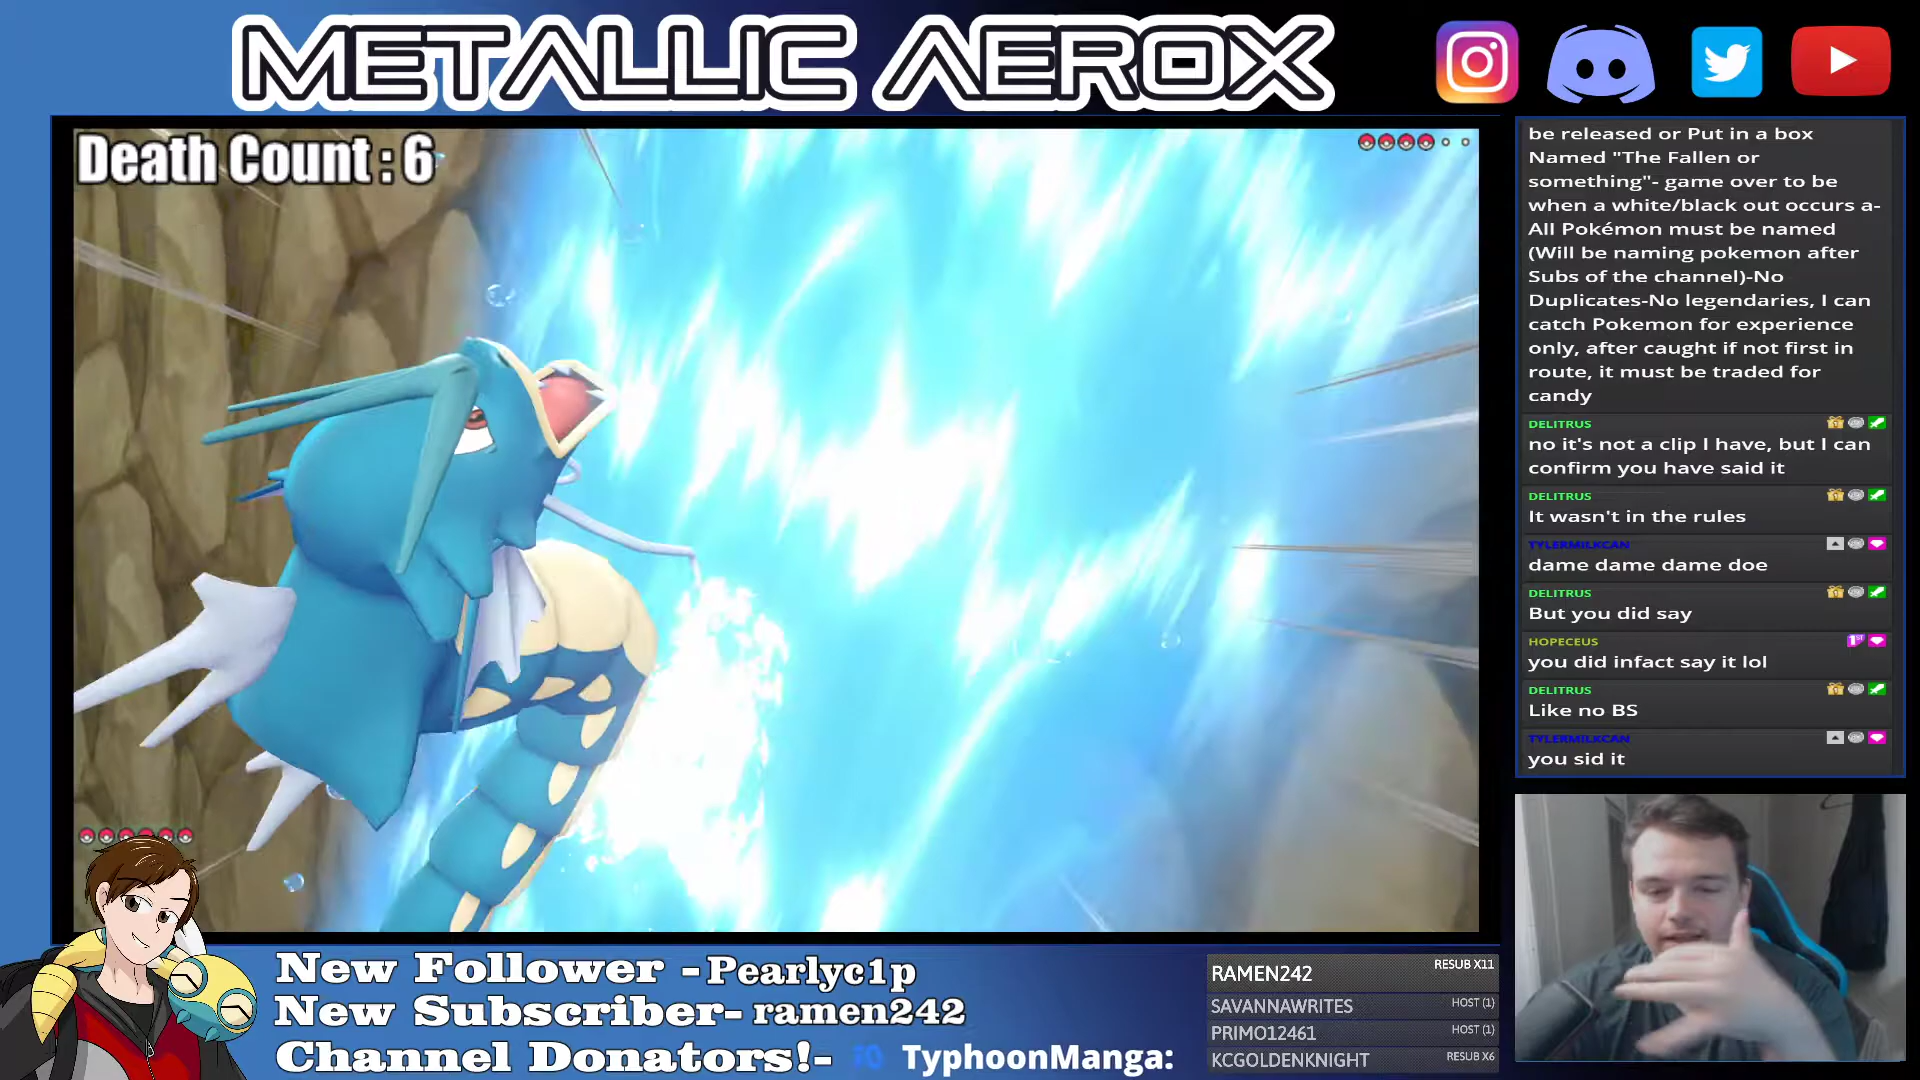 METALLIC AEROX
Death Count : 6
be released or Put in a box
Named "The Fallen or
something"- game over to be
when a white/black out occurs a-
All Pokémon must be named
(Will be naming pokemon after
Subs of the channel)-No
Duplicates-No legendaries, I can
catch Pokemon for experience
only, after caught if not first in
route, it must be traded for
candy
DELITRUS
no it's not a clip I have, but I can
confirm you have said it
DELITRUS
It wasn't in the rules
TYLERMILKCAN
dame dame dame doe
DELITRUS
But you did say
HOPECEUS 1ST
you did infact say it lol
DELITRUS
Like no BS
TYLERMILKCAN
you sid it
New Follower -Pearlyc1p
New Subscriber- ramen242
Channel Donators!- TyphoonManga:
RAMEN242 RESUB X11
SAVANNAWRITES HOST (1)
PRIMO12461 HOST (1)
KCGOLDENKNIGHT RESUB X6